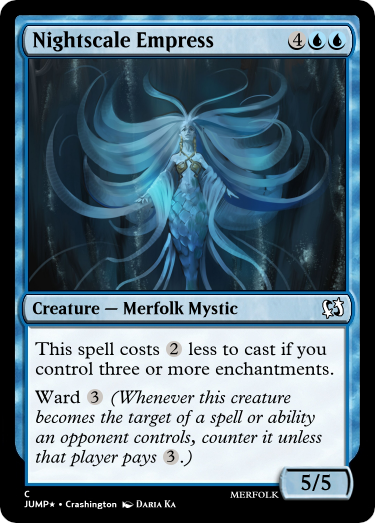 Nightscale Empress 4
Creature — Merfolk Mystic
This spell costs 2 less to cast if you
control three or more enchantments.
Ward 3 (Whenever this creature
becomes the target of a spell or ability
an opponent controls, counter it unless
that player pays 3.)
5/5
C
MERFOLK
JUMP★ • Crashington Daria Ka